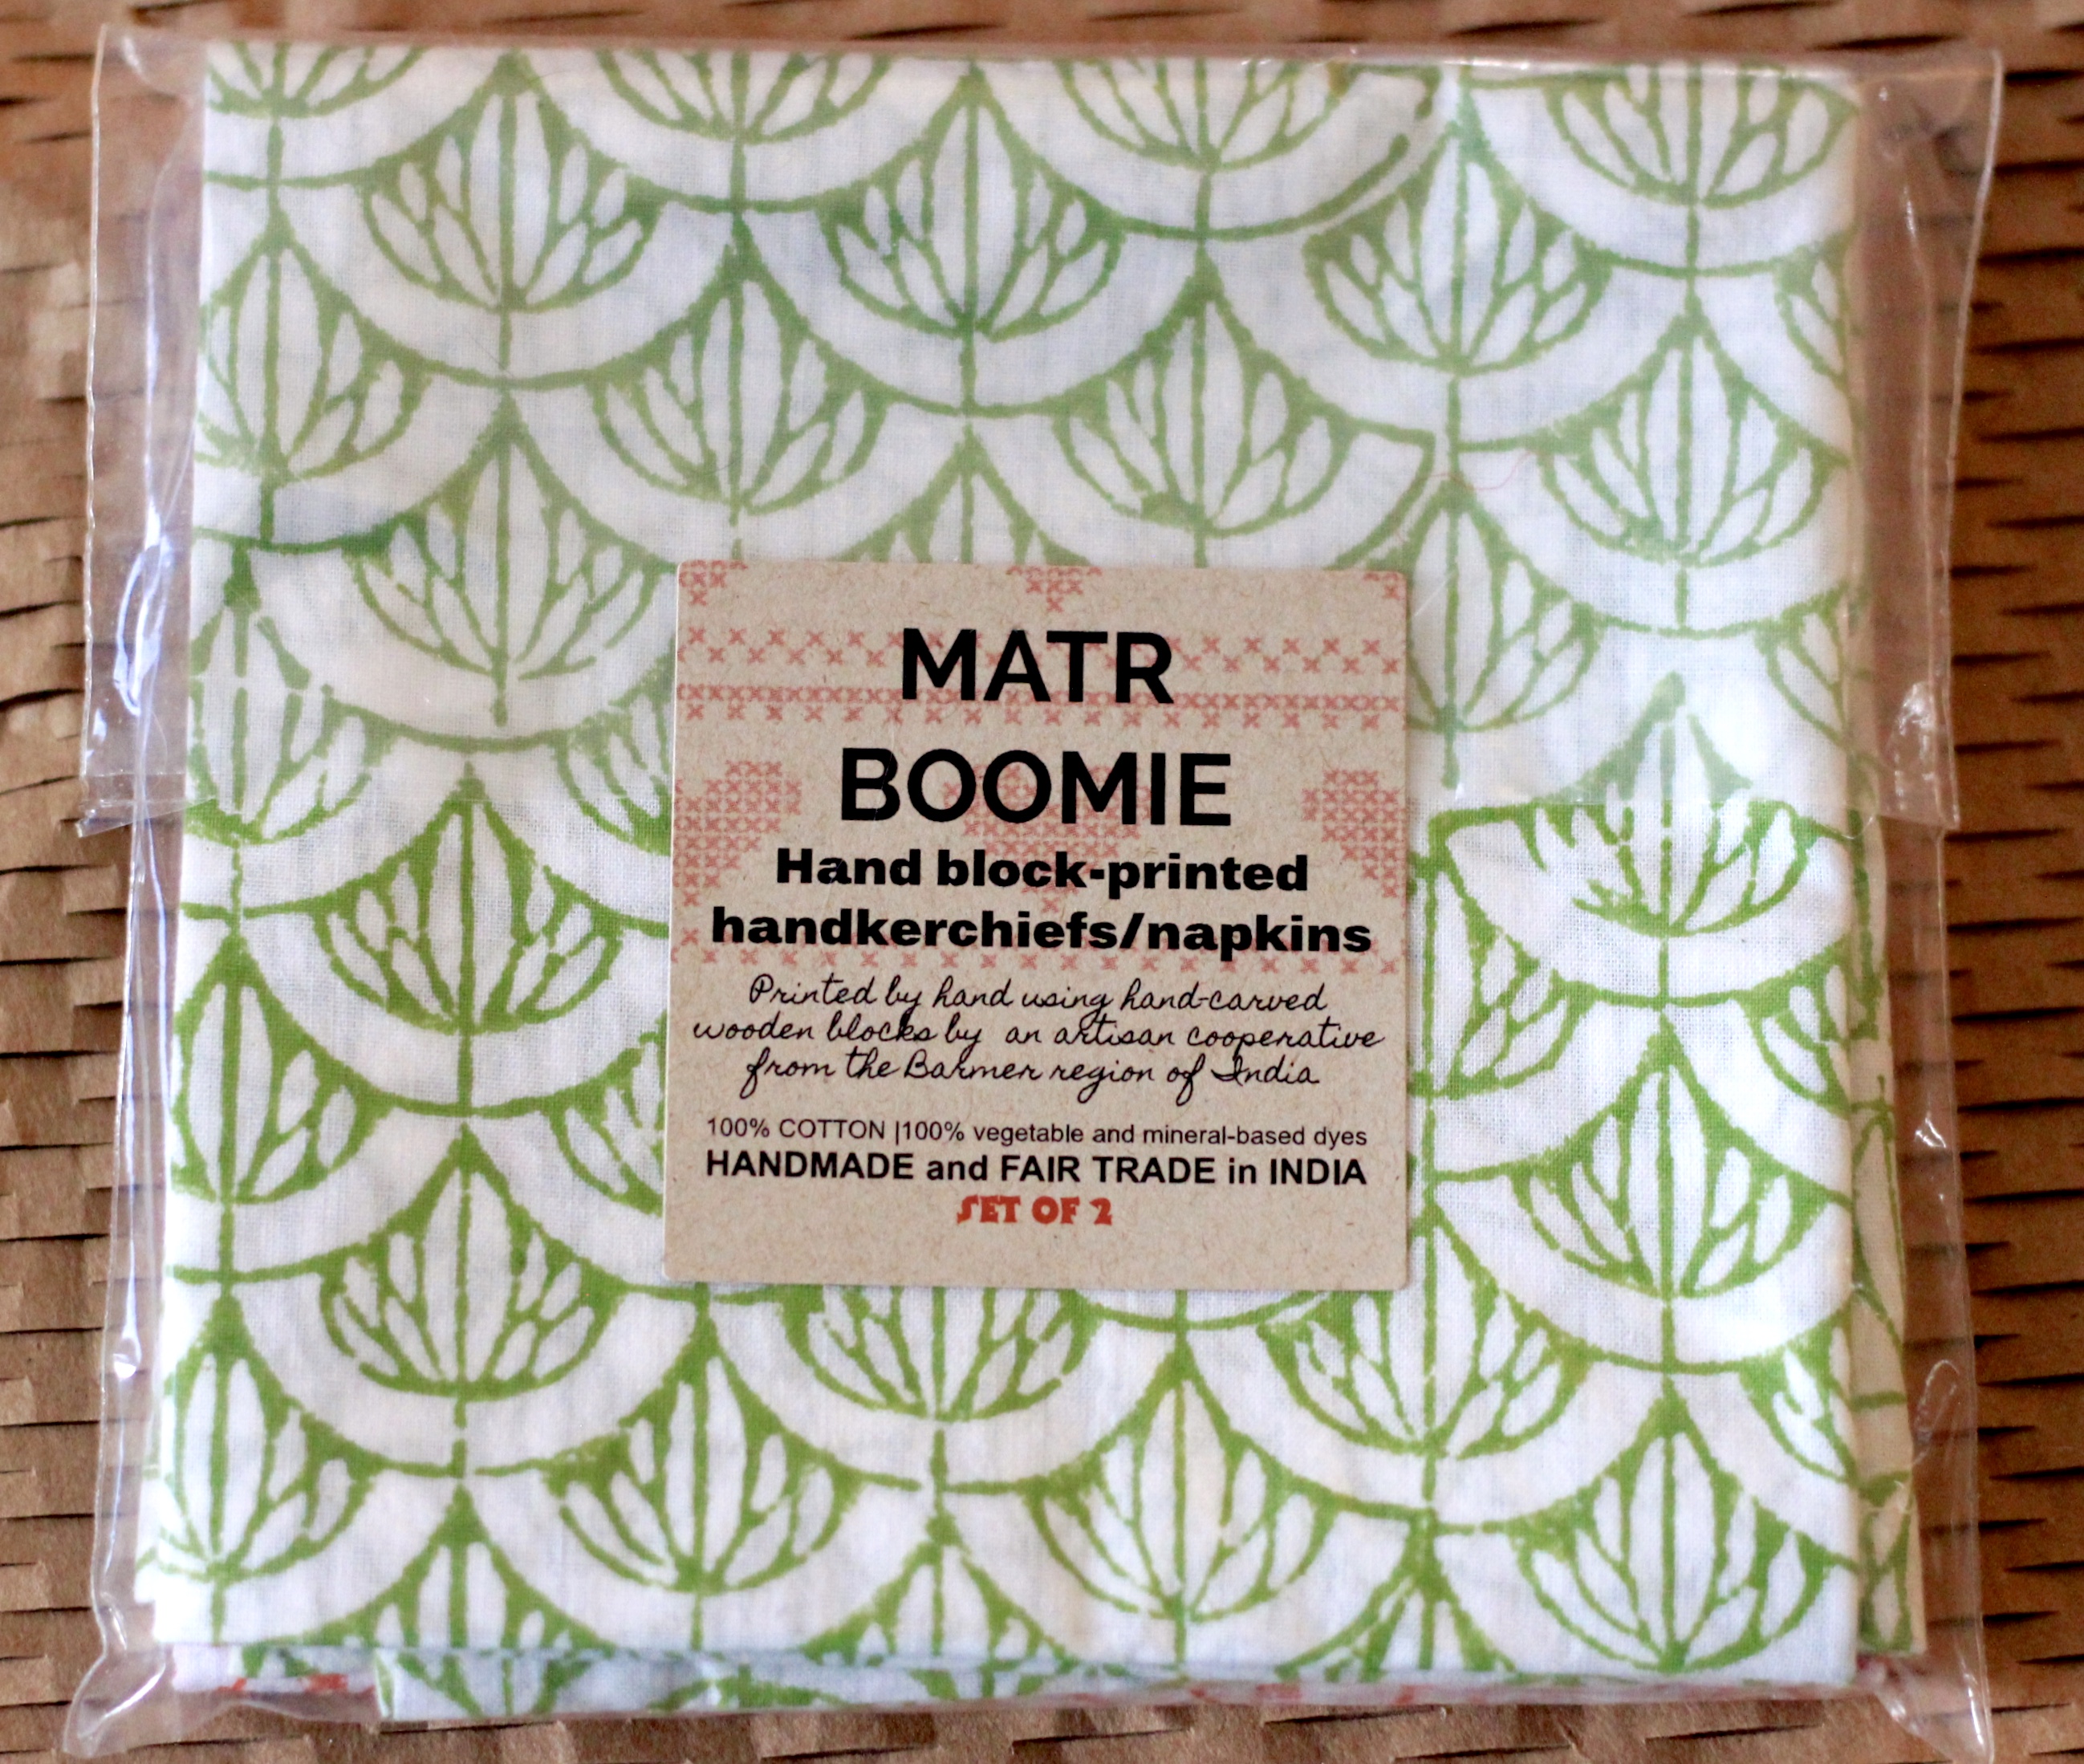 MATR
BOOMIE
Hand block-printed
handkerchiefs/napkins
Printed by hand using hand-carved
wooden blocks by an artisan cooperative
from the Barmer region of India
100% COTTON |100% vegetable and mineral-based dyes
HANDMADE and FAIR TRADE in INDIA
SET OF 2